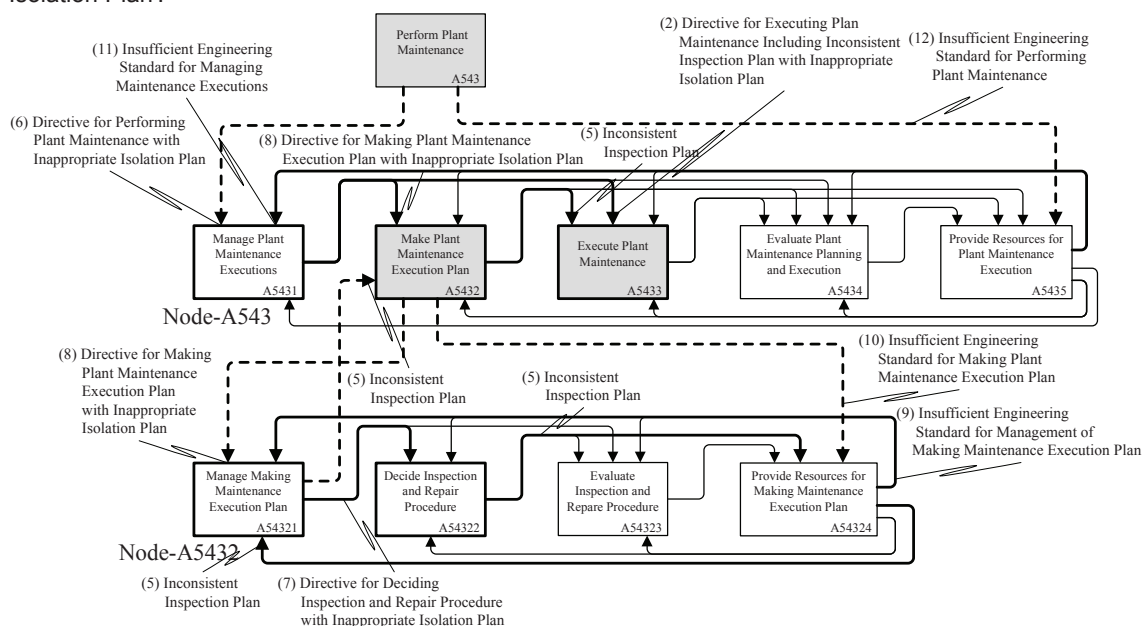 Isolation Plan .
Perform Plant
Maintenance
A543
(11) Insufficient Engineering
Standard for Managing
Maintenance Executions
(2) Directive for Executing Plan
Maintenance Including Inconsistent
Inspection Plan with Inappropriate
Isolation Plan
(12) Insufficient Engineering
Standard for Performing
Plant Maintenance
(6) Directive for Performing
Plant Maintenance with
Inappropriate Isolation Plan
(8) Directive for Making Plant Maintenance
Execution Plan with Inappropriate Isolation Plan
(5) Inconsistent
Inspection Plan
Manage Plant
Maintenance
Executions
A5431
Make Plant
Maintenance
Execution Plan
A5432
Execute Plant
Maintenance
A5433
Evaluate Plant
Maintenance Planning
and Execution
A5434
Provide Resources for
Plant Maintenance
Execution
A5435
Node-A543
(8) Directive for Making
Plant Maintenance
Execution Plan
with Inappropriate
Isolation Plan
(5) Inconsistent
Inspection Plan
(5) Inconsistent
Inspection Plan
(10) Insufficient Engineering
Standard for Making Plant
Maintenance Execution Plan
(9) Insufficient Engineering
Standard for Management of
Making Maintenance Execution Plan
Manage Making
Maintenance
Execution Plan
A54321
Decide Inspection
and Repair
Procedure
A54322
Evaluate
Inspection and
Repare Procedure
A54323
Provide Resources for
Making Maintenance
Execution Plan
A54324
Node-A5432
(5) Inconsistent
Inspection Plan
(7) Directive for Deciding
Inspection and Repair Procedure
with Inappropriate Isolation Plan